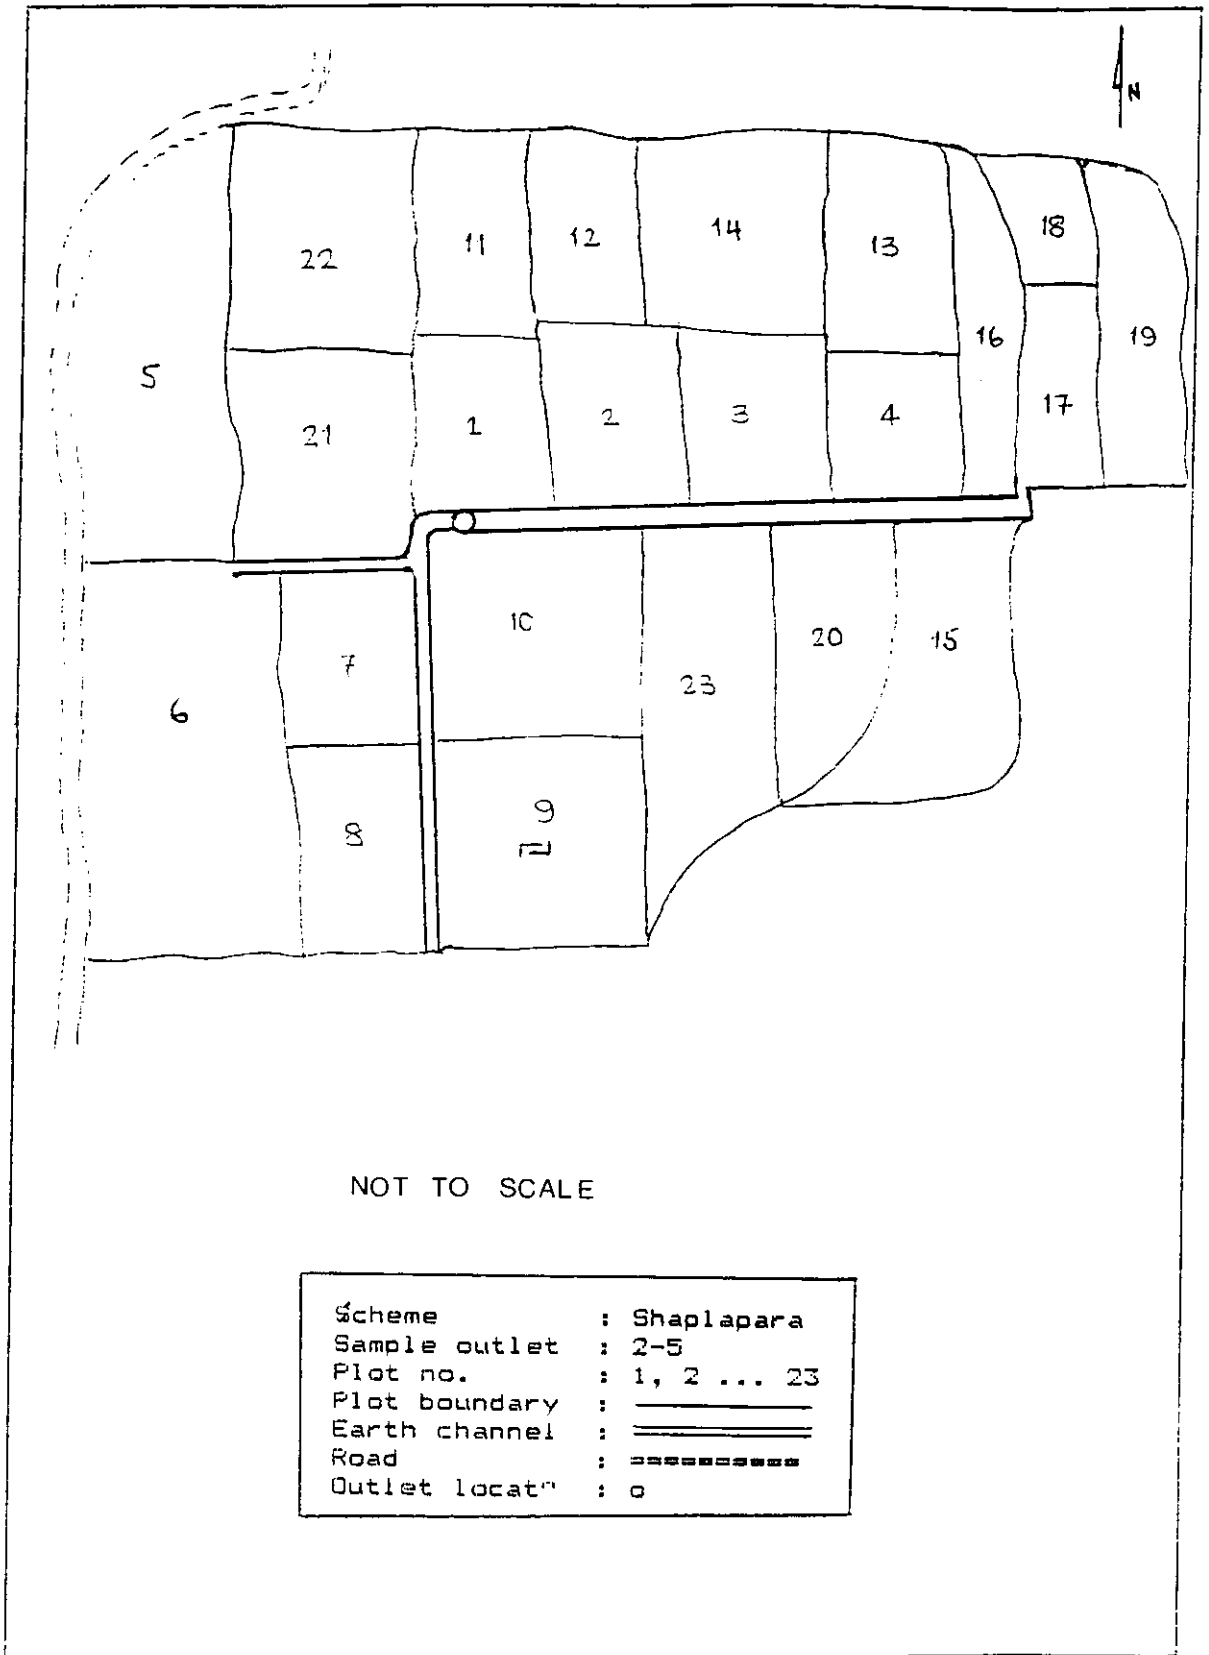 N
22
11
12
14
13
18
16
19
5
21
1
2
3
4
17
6
7
10
23
20
15
8
9
NOT TO SCALE
Scheme : Shaplapara
Sample outlet : 2-5
Plot no. : 1, 2 ... 23
Plot boundary :
Earth channel :
Road :
Outlet locatn : o